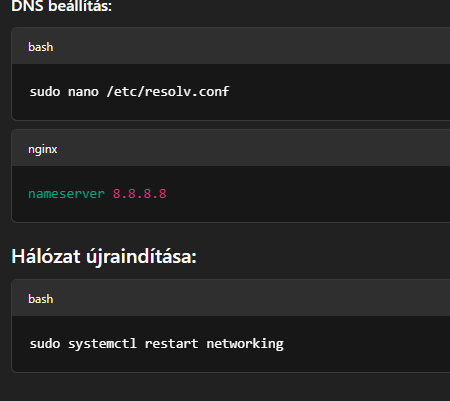 DNS beállítás:
bash
sudo nano /etc/resolv.conf
nginx
nameserver 8.8.8.8
Hálózat újraindítása:
bash
sudo systemctl restart networking